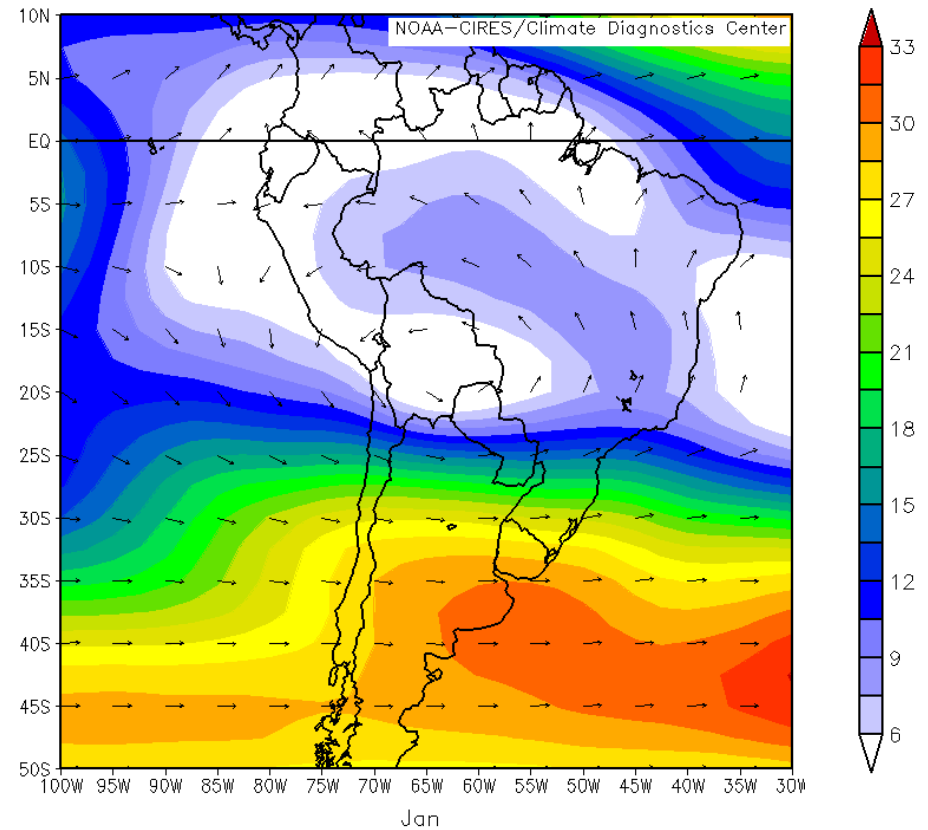 NOAA-CIRES/Climate Diagnostics Center
10N
5N
EQ
5S
10S
15S
20S
25S
30S
35S
40S
45S
50S
100W 95W 90W 85W 80W 75W 70W 65W 60W 55W 50W 45W 40W 35W 30W
Jan
33
30
27
24
21
18
15
12
9
6